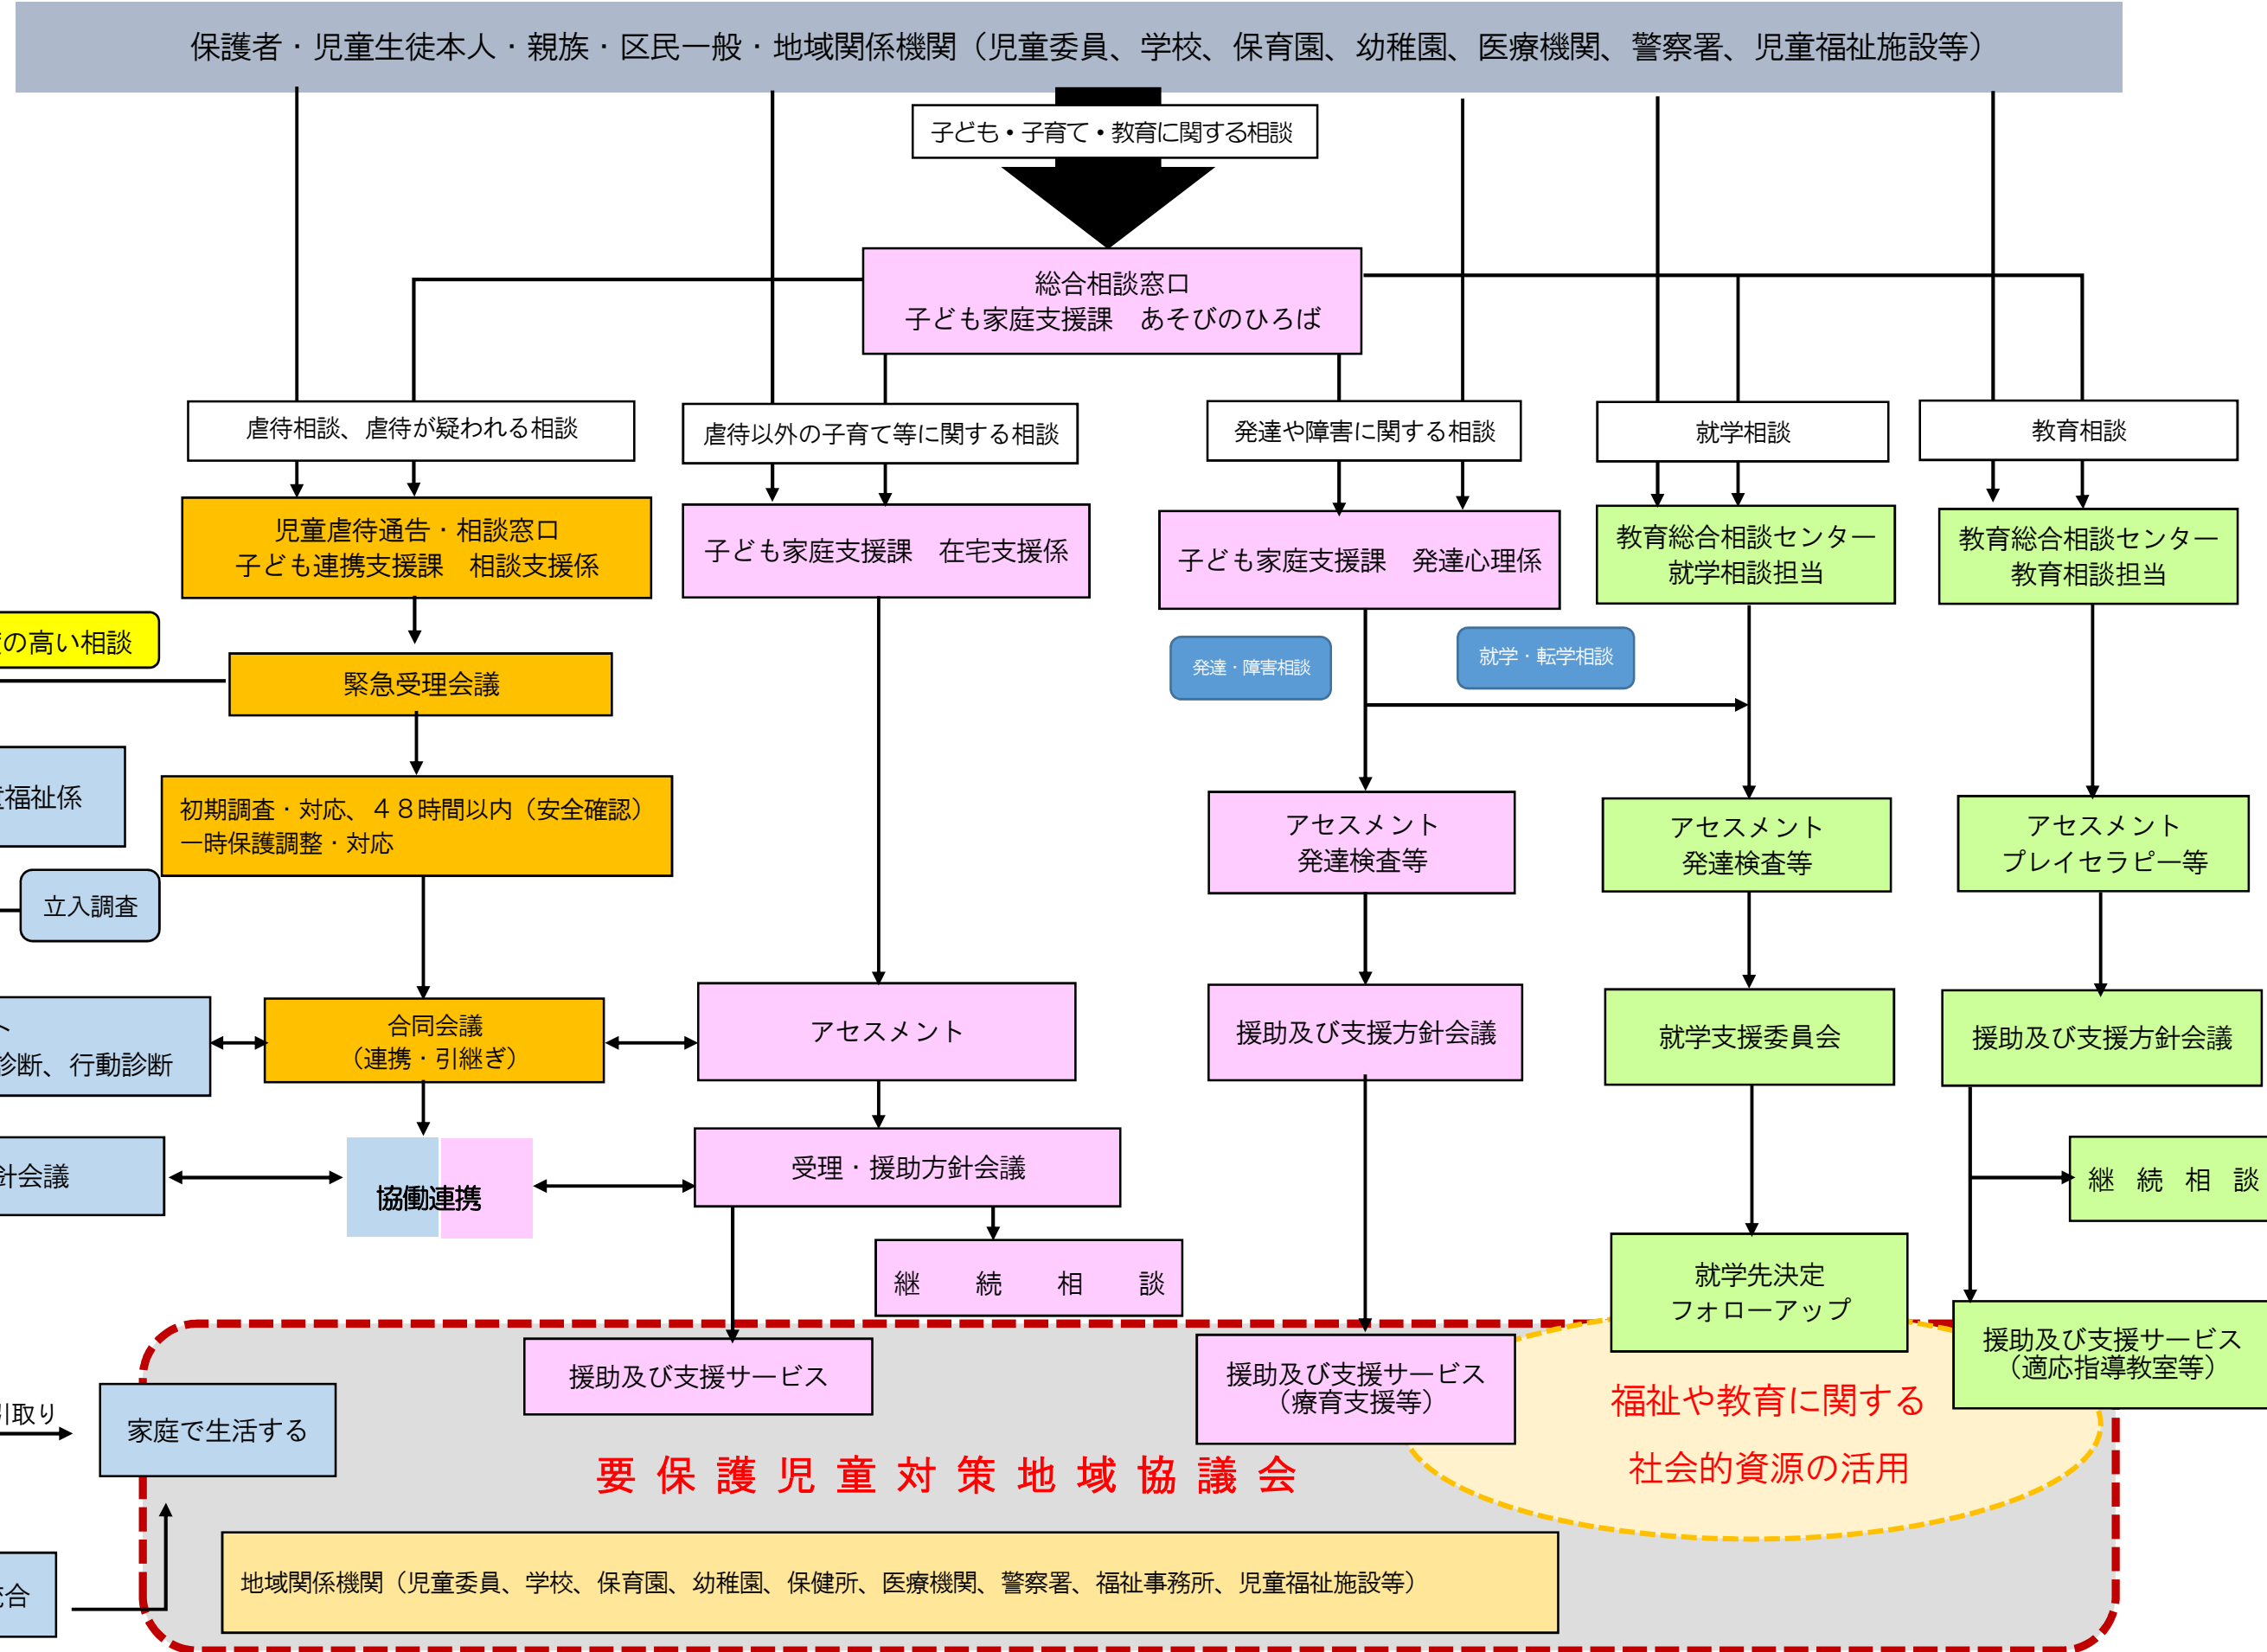 保護者・児童生徒本人・親族・区民一般・地域関係機関（児童委員、学校、保育園、幼稚園、医療機関、警察署、児童福祉施設等）
子ども・子育て・教育に関する相談
総合相談窓口
子ども家庭支援課　あそびのひろば
虐待相談、虐待が疑われる相談
虐待以外の子育て等に関する相談
発達や障害に関する相談
就学相談
教育相談
児童虐待通告・相談窓口
子ども連携支援課　相談支援係
子ども家庭支援課　在宅支援係
子ども家庭支援課　発達心理係
教育総合相談センター
就学相談担当
教育総合相談センター
教育相談担当
の高い相談
緊急受理会議
発達・障害相談
就学・転学相談
福祉係
初期調査・対応、４８時間以内（安全確認）
一時保護調整・対応
アセスメント
発達検査等
アセスメント
発達検査等
アセスメント
プレイセラピー等
立入調査
ト
診断、行動診断
合同会議
（連携・引継ぎ）
アセスメント
援助及び支援方針会議
就学支援委員会
援助及び支援方針会議
針会議
協働連携
受理・援助方針会議
継　続　相　談
継　続　相　談
就学先決定
フォローアップ
援助及び支援サービス
援助及び支援サービス
（療育支援等）
援助及び支援サービス
（適応指導教室等）
引取り
家庭で生活する
福祉や教育に関する
社会的資源の活用
要保護児童対策地域協議会
地域関係機関（児童委員、学校、保育園、幼稚園、保健所、医療機関、警察署、福祉事務所、児童福祉施設等）
合